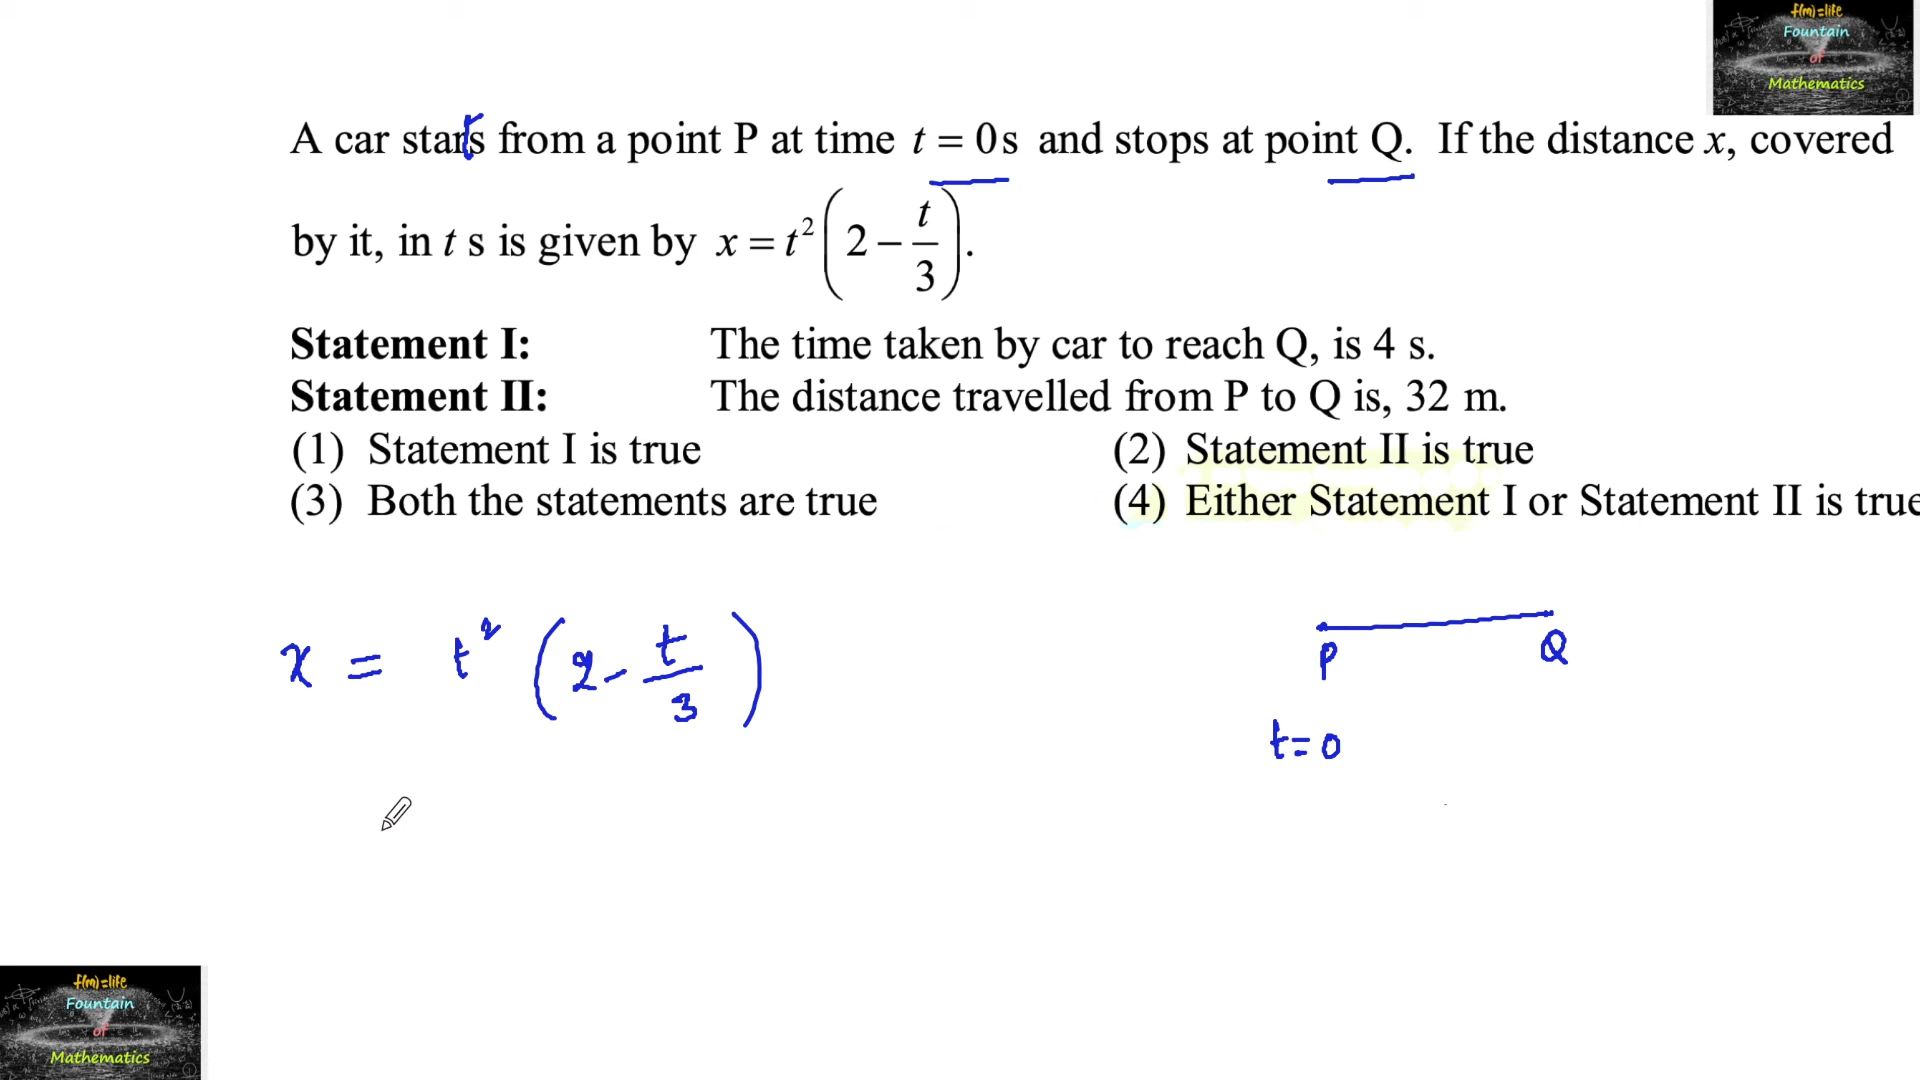 f(m)=life
Fountain
of
Mathematics
A car starts from a point P at time t = 0s and stops at point Q. If the distance x, covered
by it, in t s is given by x = t²(2 − t/3).
Statement I: The time taken by car to reach Q, is 4 s.
Statement II: The distance travelled from P to Q is, 32 m.
(1) Statement I is true (2) Statement II is true
(3) Both the statements are true (4) Either Statement I or Statement II is true
x = t² (2 - t/3)
P Q
t = 0
f(m)=life
Fountain
of
Mathematics